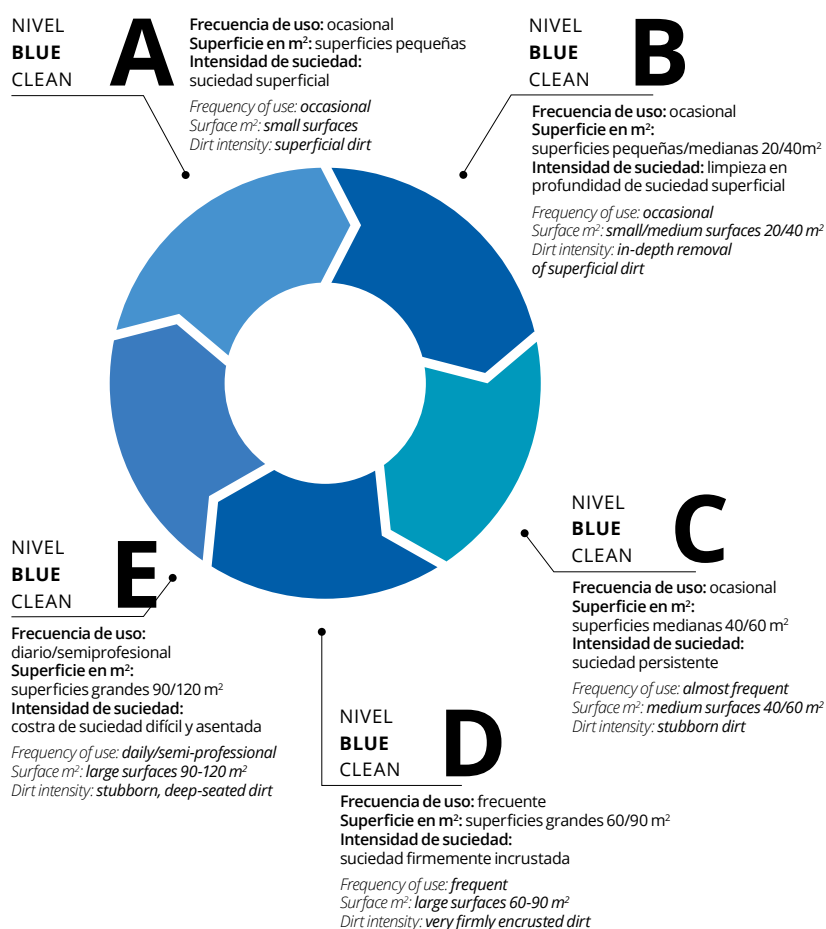 NIVEL
BLUE
CLEAN
A
Frecuencia de uso: ocasional
Superficie en m²: superficies pequeñas
Intensidad de suciedad:
suciedad superficial
Frequency of use: occasional
Surface m²: small surfaces
Dirt intensity: superficial dirt
NIVEL
BLUE
CLEAN
B
Frecuencia de uso: ocasional
Superficie en m²:
superficies pequeñas/medianas 20/40m²
Intensidad de suciedad: limpieza en
profundidad de suciedad superficial
Frequency of use: occasional
Surface m²: small/medium surfaces 20/40 m²
Dirt intensity: in-depth removal
of superficial dirt
NIVEL
BLUE
CLEAN
C
Frecuencia de uso: ocasional
Superficie en m²:
superficies medianas 40/60 m²
Intensidad de suciedad:
suciedad persistente
Frequency of use: almost frequent
Surface m²: medium surfaces 40/60 m²
Dirt intensity: stubborn dirt
NIVEL
BLUE
CLEAN
D
Frecuencia de uso: frecuente
Superficie en m²: superficies grandes 60/90 m²
Intensidad de suciedad:
suciedad firmemente incrustada
Frequency of use: frequent
Surface m²: large surfaces 60-90 m²
Dirt intensity: very firmly encrusted dirt
NIVEL
BLUE
CLEAN
E
Frecuencia de uso:
diario/semiprofesional
Superficie en m²:
superficies grandes 90/120 m²
Intensidad de suciedad:
costra de suciedad difícil y asentada
Frequency of use: daily/semi-professional
Surface m²: large surfaces 90-120 m²
Dirt intensity: stubborn, deep-seated dirt